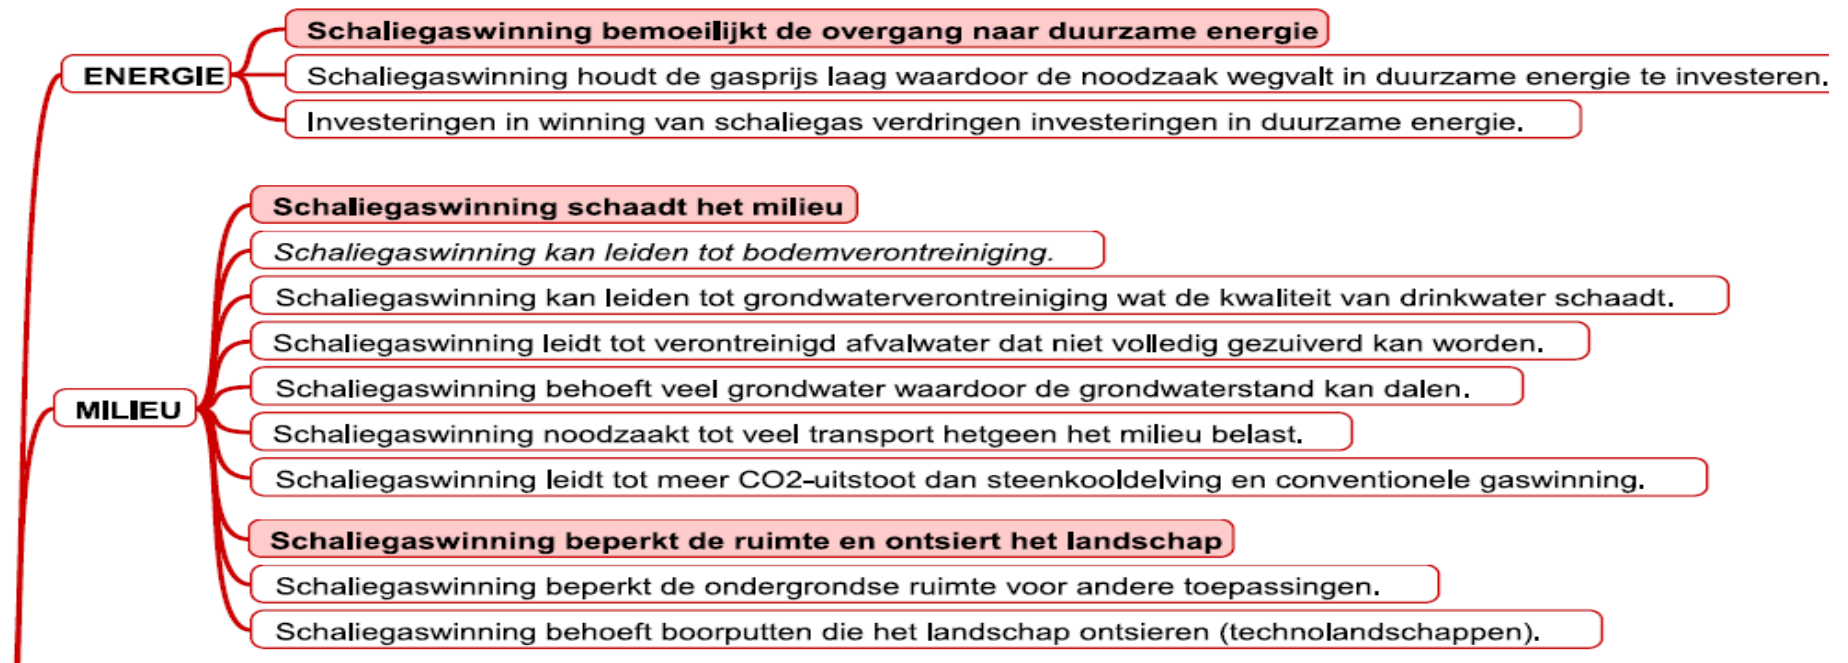 ENERGIE
Schaliegaswinning bemoeilijkt de overgang naar duurzame energie
Schaliegaswinning houdt de gasprijs laag waardoor de noodzaak wegvalt in duurzame energie te investeren.
Investeringen in winning van schaliegas verdringen investeringen in duurzame energie.
MILIEU
Schaliegaswinning schaadt het milieu
Schaliegaswinning kan leiden tot bodemverontreiniging.
Schaliegaswinning kan leiden tot grondwaterverontreiniging wat de kwaliteit van drinkwater schaadt.
Schaliegaswinning leidt tot verontreinigd afvalwater dat niet volledig gezuiverd kan worden.
Schaliegaswinning behoeft veel grondwater waardoor de grondwaterstand kan dalen.
Schaliegaswinning noodzaakt tot veel transport hetgeen het milieu belast.
Schaliegaswinning leidt tot meer CO2-uitstoot dan steenkooldelving en conventionele gaswinning.
Schaliegaswinning beperkt de ruimte en ontsiert het landschap
Schaliegaswinning beperkt de ondergrondse ruimte voor andere toepassingen.
Schaliegaswinning behoeft boorputten die het landschap ontsieren (technolandschappen).